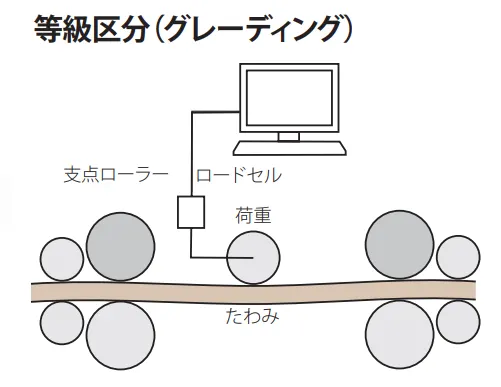 等級区分（グレーディング）
支点ローラー
ロードセル
荷重
たわみ